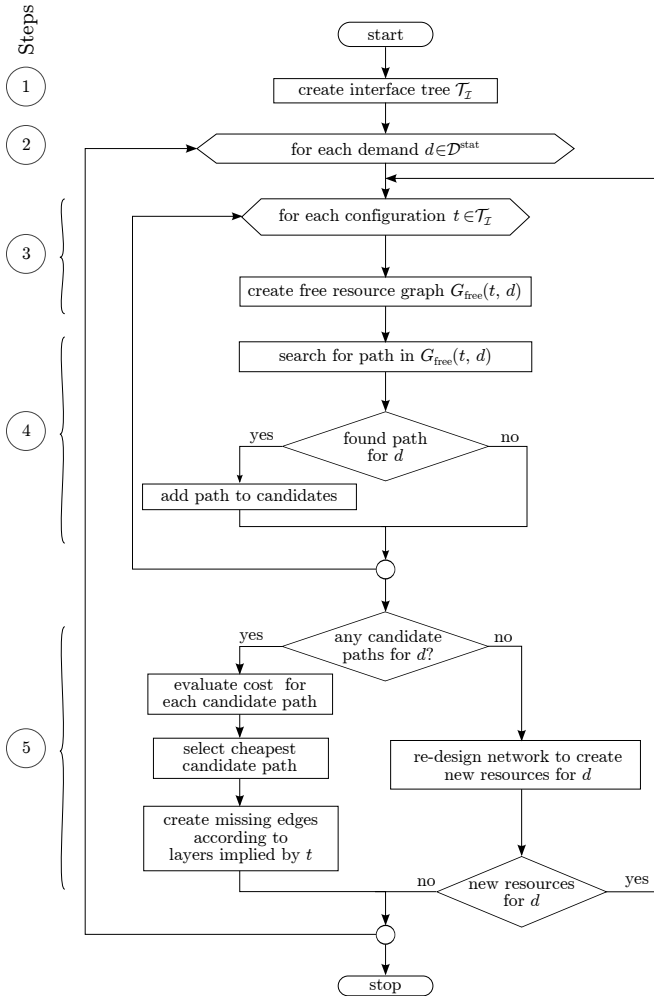 Steps
start
1
create interface tree 𝒯_ℐ
2
for each demand d∈𝒟^stat
for each configuration t∈𝒯_ℐ
3
create free resource graph G_free(t, d)
search for path in G_free(t, d)
4
yes
found path
for d
no
add path to candidates
yes
any candidate
paths for d?
no
evaluate cost for
each candidate path
5
select cheapest
candidate path
re-design network to create
new resources for d
create missing edges
according to
layers implied by t
no
new resources
for d
yes
stop